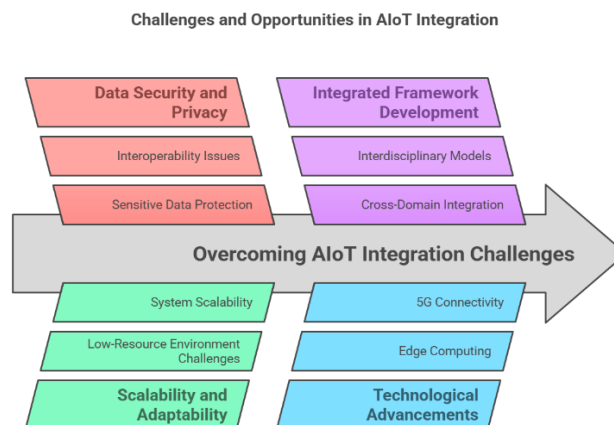 Challenges and Opportunities in AIoT Integration
Data Security and
Privacy
Integrated Framework
Development
Interoperability Issues
Interdisciplinary Models
Sensitive Data Protection
Cross-Domain Integration
Overcoming AIoT Integration Challenges
System Scalability
5G Connectivity
Low-Resource Environment
Challenges
Edge Computing
Scalability and
Adaptability
Technological
Advancements